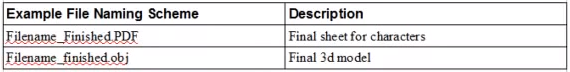 Example File Naming Scheme Description
Filename_Finished.PDF Final sheet for characters
Filename_finished.obj Final 3d model